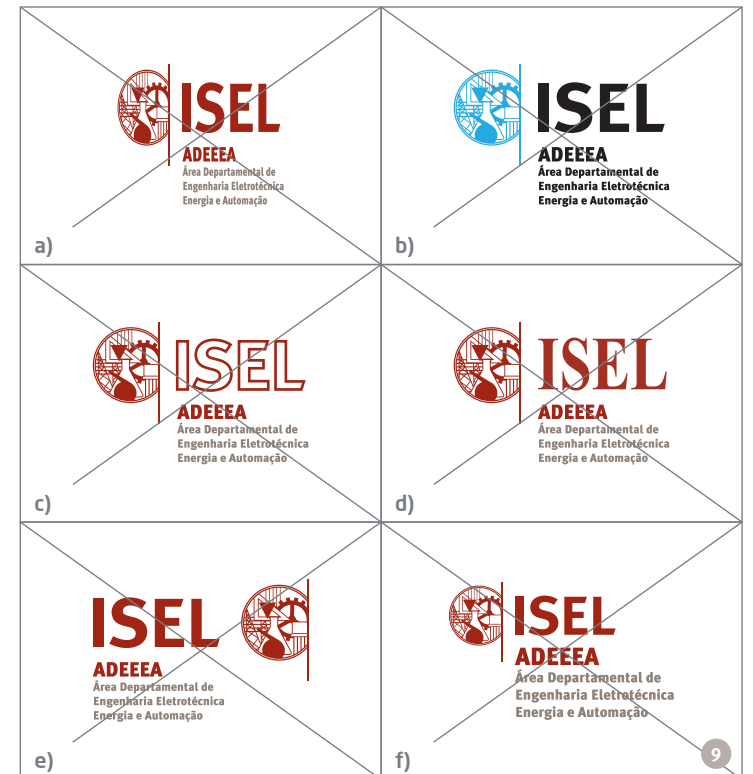 ISEL
ADEEEA
Área Departamental de
Engenharia Eletrotécnica
Energia e Automação
a)
ISEL
ADEEEA
Área Departamental de
Engenharia Eletrotécnica
Energia e Automação
b)
ISEL
ADEEEA
Área Departamental de
Engenharia Eletrotécnica
Energia e Automação
c)
ISEL
ADEEEA
Área Departamental de
Engenharia Eletrotécnica
Energia e Automação
d)
ISEL
ADEEEA
Área Departamental de
Engenharia Eletrotécnica
Energia e Automação
e)
ISEL
ADEEEA
Área Departamental de
Engenharia Eletrotécnica
Energia e Automação
f)
9